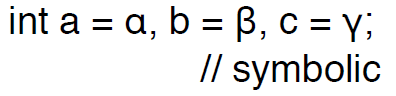 int a = α, b = β, c = γ;
// symbolic